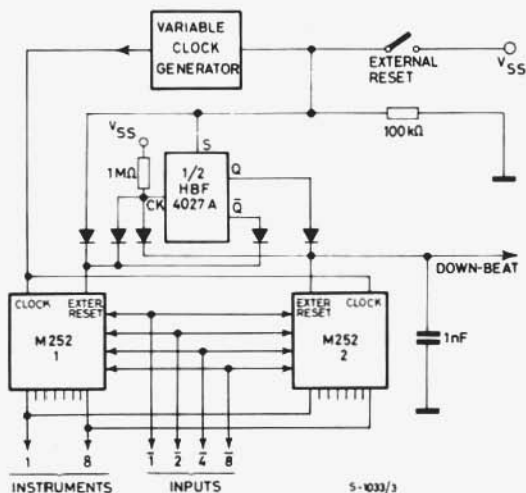 VARIABLE
CLOCK
GENERATOR
EXTERNAL
RESET
VSS
100kΩ
VSS
1MΩ
S
1/2
HBF
4027A
CK
Q
Q̅
DOWN-BEAT
CLOCK
EXTER
RESET
M252
1
EXTER
RESET
CLOCK
M252
2
1nF
1
8
1̅
2̅
4̅
8̅
INSTRUMENTS
INPUTS
S-1033/3